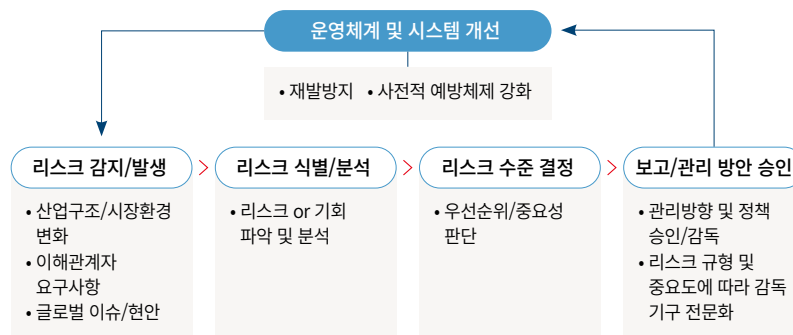 운영체계 및 시스템 개선
• 재발방지 • 사전적 예방체제 강화
리스크 감지/발생
• 산업구조/시장환경
변화
• 이해관계자
요구사항
• 글로벌 이슈/현안
리스크 식별/분석
• 리스크 or 기회
파악 및 분석
리스크 수준 결정
• 우선순위/중요성
판단
보고/관리 방안 승인
• 관리방향 및 정책
승인/감독
• 리스크 규형 및
중요도에 따라 감독
기구 전문화